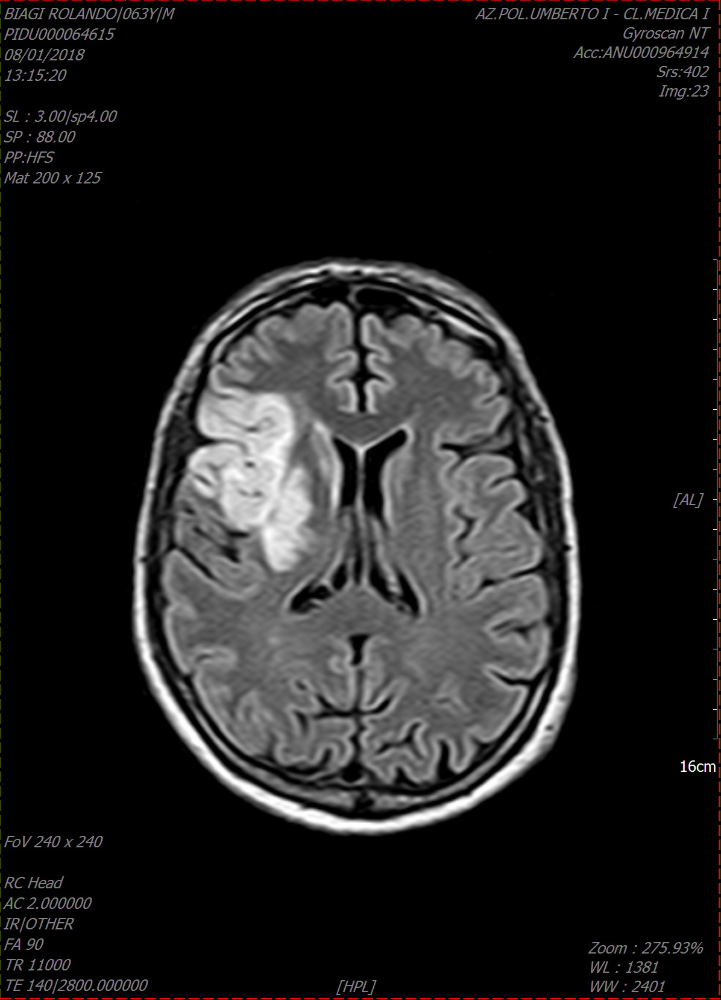 BIAGI ROLANDO|063Y|M
PIDU000064615
08/01/2018
13:15:20
SL : 3.00|sp4.00
SP : 88.00
PP:HFS
Mat 200 x 125
AZ.POL.UMBERTO I - CL.MEDICA I
Gyroscan NT
Acc:ANU000964914
Srs:402
Img:23
[AL]
16cm
FoV 240 x 240
RC Head
AC 2.000000
IR|OTHER
FA 90
TR 11000
TE 140|2800.000000
[HPL]
Zoom : 275.93%
WL : 1381
WW : 2401